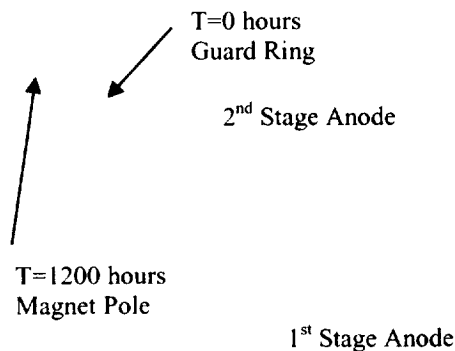 T=0 hours
Guard Ring
2nd Stage Anode
T=1200 hours
Magnet Pole
1st Stage Anode